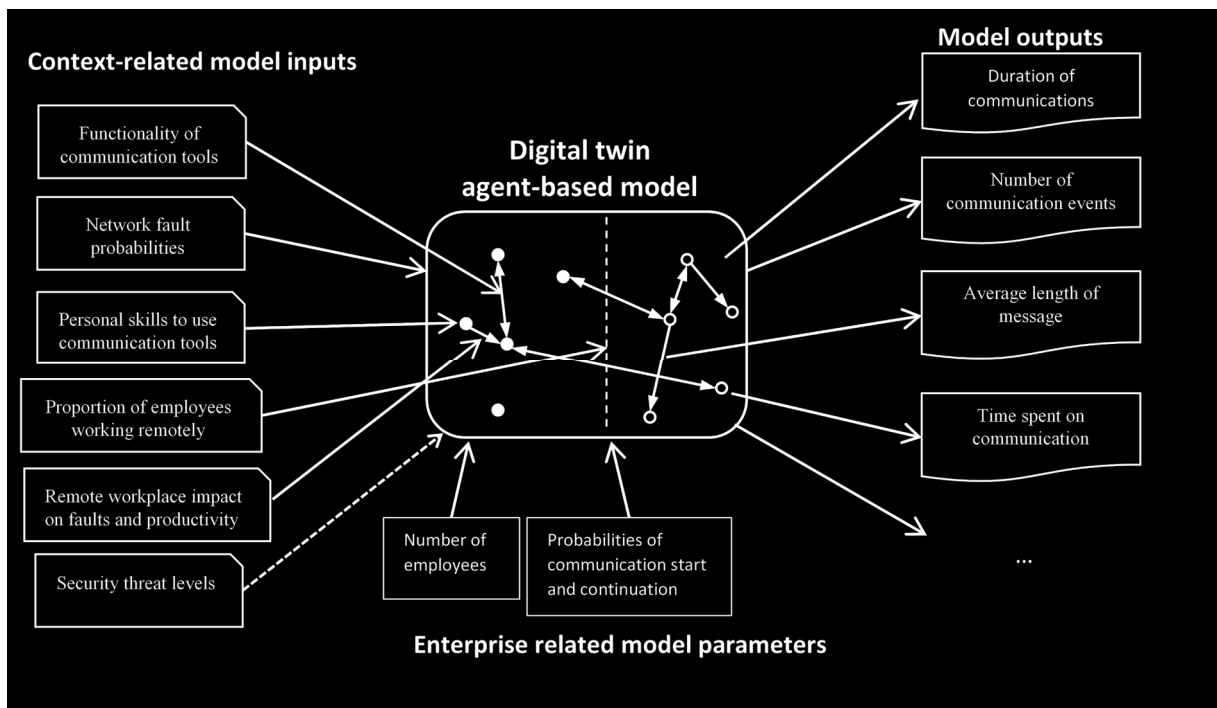 Context-related model inputs
Functionality of
communication tools
Network fault
probabilities
Personal skills to use
communication tools
Proportion of employees
working remotely
Remote workplace impact
on faults and productivity
Security threat levels
Digital twin
agent-based model
Number of
employees
Probabilities of
communication start
and continuation
Enterprise related model parameters
Model outputs
Duration of
communications
Number of
communication events
Average length of
message
Time spent on
communication
...